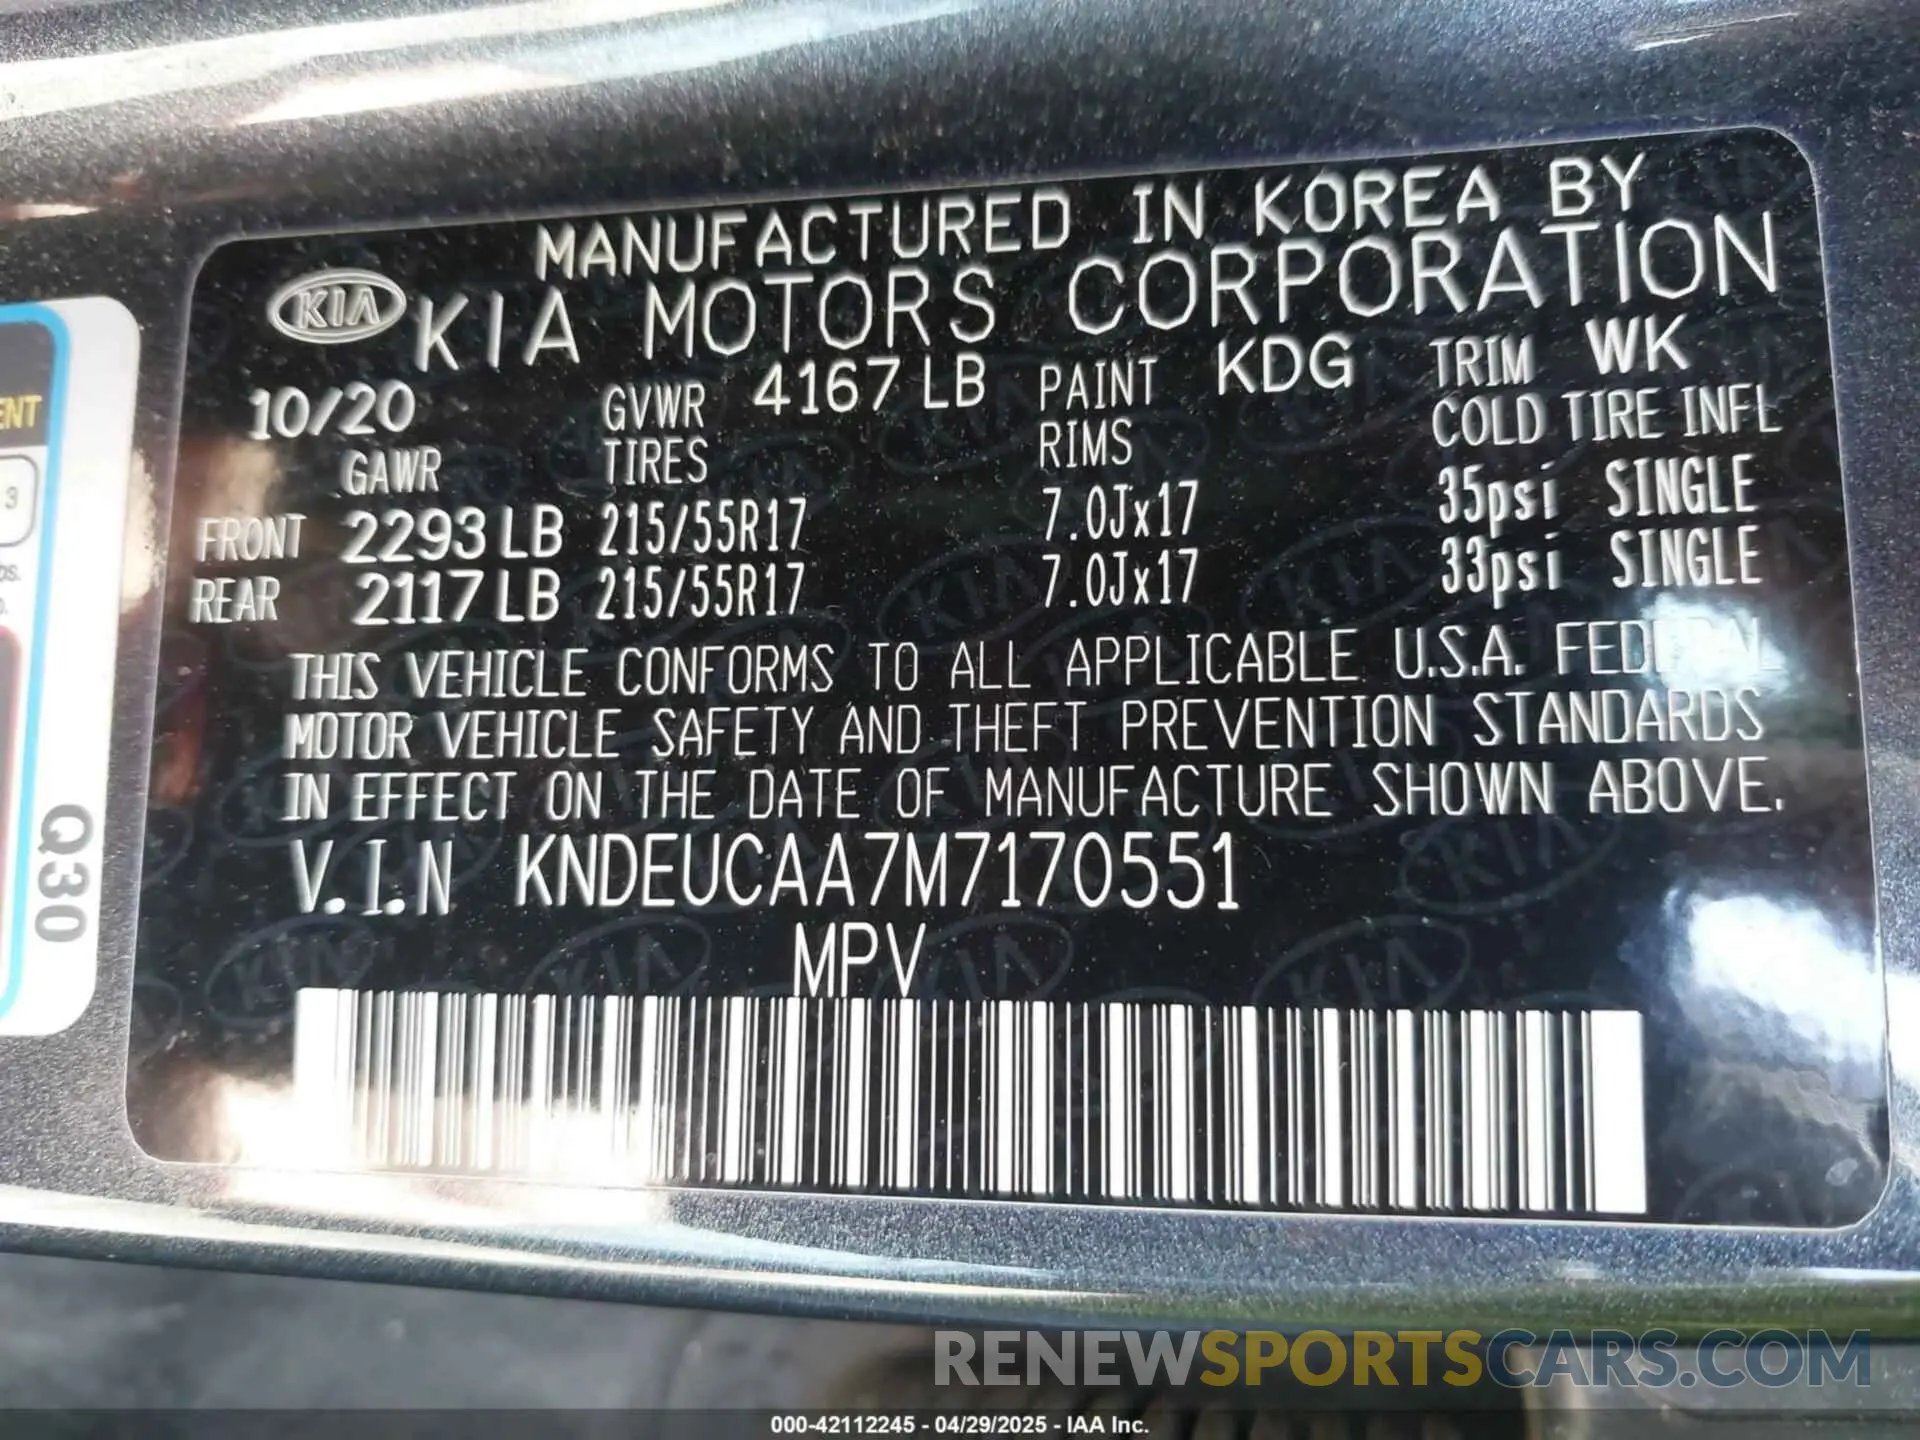 MANUFACTURED IN KOREA BY
KIA KIA MOTORS CORPORATION
10/20 GVWR 4167 LB PAINT KDG TRIM WK
GAWR TIRES RIMS COLD TIRE INFL
FRONT 2293 LB 215/55R17 7.0Jx17 35psi SINGLE
REAR 2117 LB 215/55R17 7.0Jx17 33psi SINGLE
THIS VEHICLE CONFORMS TO ALL APPLICABLE U.S.A. FEDERAL
MOTOR VEHICLE SAFETY AND THEFT PREVENTION STANDARDS
IN EFFECT ON THE DATE OF MANUFACTURE SHOWN ABOVE.
V.I.N KNDEUCAA7M7170551
MPV
3
Q30
RENEWSPORTSCARS.COM
000-42112245 - 04/29/2025 - IAA Inc.